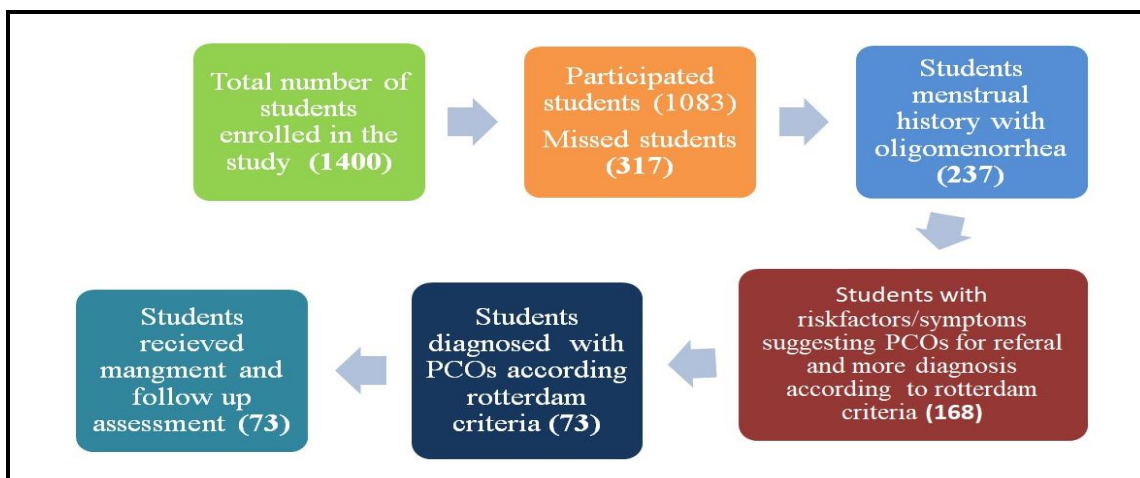 Total number of
students
enrolled in the
study (1400)
Participated
students (1083)
Missed students
(317)
Students
menstrual
history with
oligomenorrhea
(237)
Students with
riskfactors/symptoms
suggesting PCOs for referal
and more diagnosis
according to rotterdam
criteria (168)
Students
diagnosed with
PCOs according
rotterdam
criteria (73)
Students
recieved
mangment and
follow up
assessment (73)